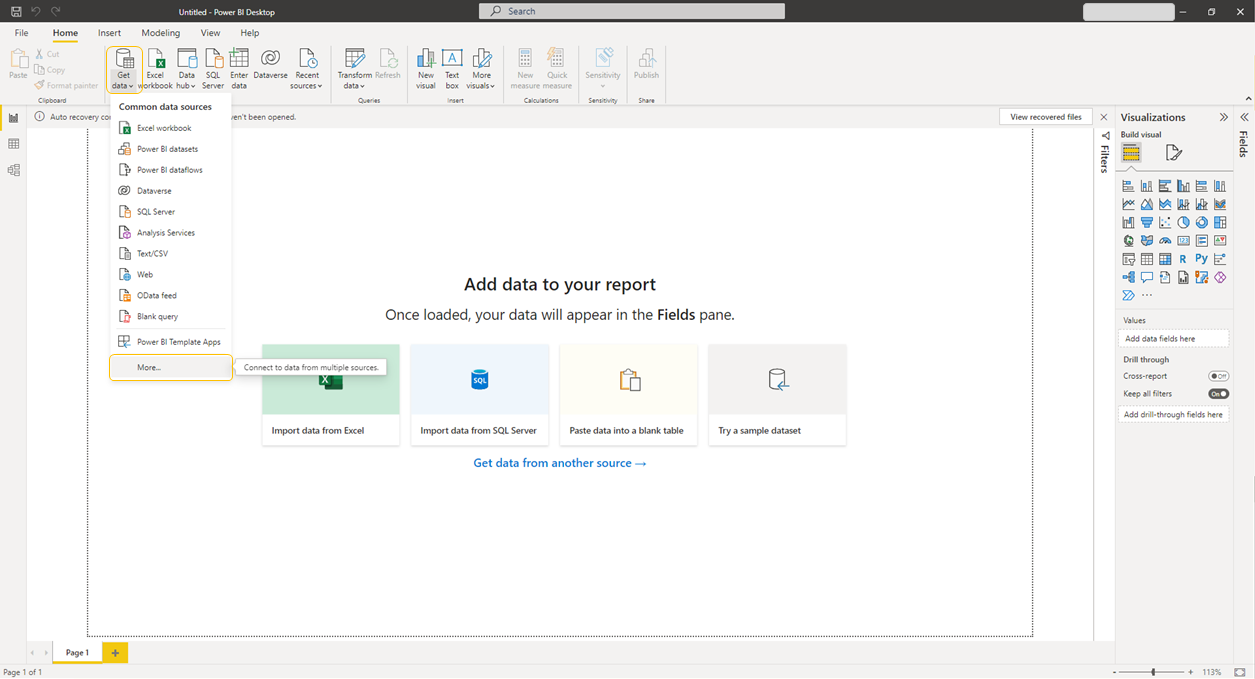 Untitled - Power BI Desktop
Search
File Home Insert Modeling View Help
Paste
Cut
Copy
Format painter
Clipboard
Get data
Excel workbook
Data hub
SQL Server
Enter data
Dataverse
Recent sources
Transform data
Refresh
Queries
New visual
Text box
More visuals
Insert
New measure
Quick measure
Calculations
Sensitivity
Sensitivity
Publish
Share
Auto recovery co
en't been opened.
View recovered files
Common data sources
Excel workbook
Power BI datasets
Power BI dataflows
Dataverse
SQL Server
Analysis Services
Text/CSV
Web
OData feed
Blank query
Power BI Template Apps
More...
Connect to data from multiple sources.
Add data to your report
Once loaded, your data will appear in the Fields pane.
SQL
Import data from Excel
Import data from SQL Server
Paste data into a blank table
Try a sample dataset
Get data from another source →
Filters
Visualizations
Build visual
123
R Py
Values
Add data fields here
Drill through
Cross-report
Off
Keep all filters
On
Add drill-through fields here
Fields
Page 1
Page 1 of 1
113%